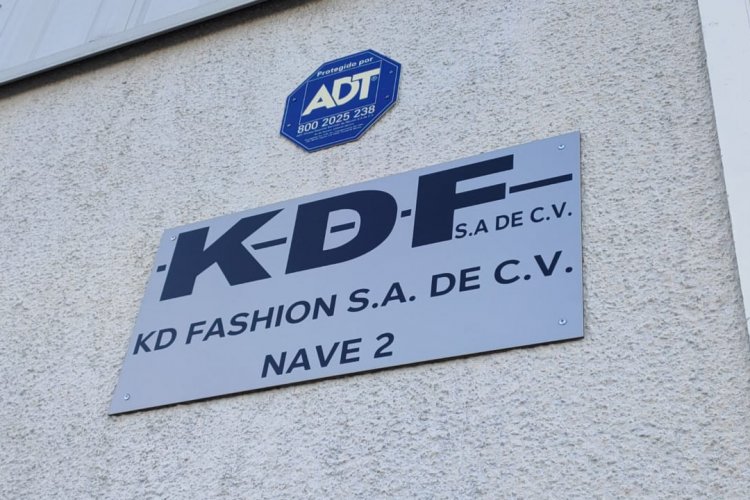 Protegido por
ADT
800 2025 238
K-D-F
S.A DE C.V.
KD FASHION S.A. DE C.V.
NAVE 2